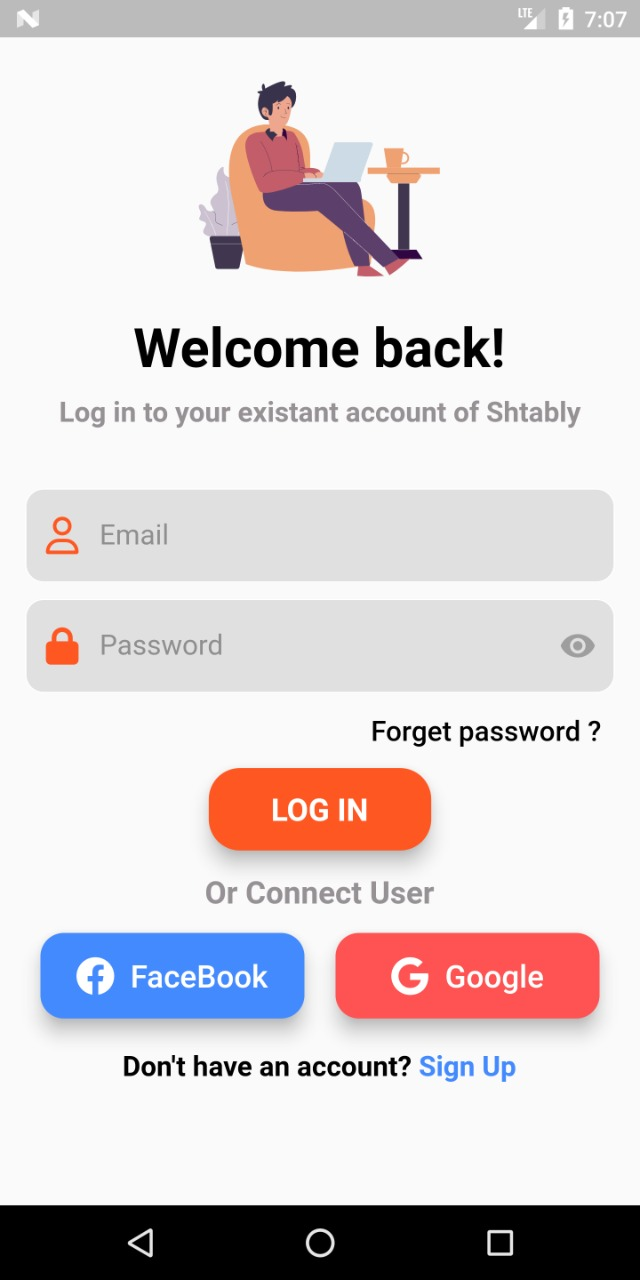 LTE 7:07
Welcome back!
Log in to your existant account of Shtably
Email
Password
Forget password ?
LOG IN
Or Connect User
FaceBook
Google
Don't have an account? Sign Up